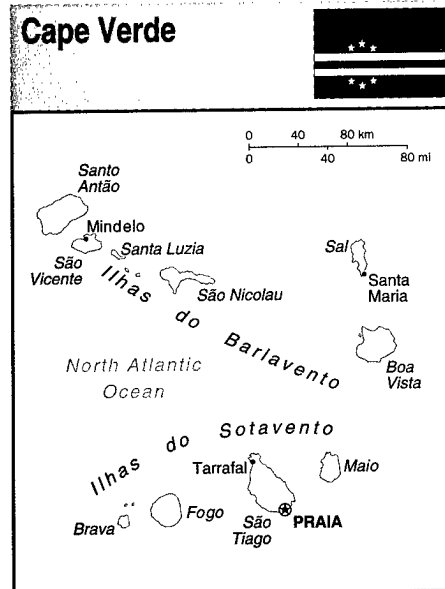 Cape Verde
0 40 80 km
0 40 80 mi
Santo
Antão
Mindelo
São
Vicente
Santa Luzia
São Nicolau
Sal
Santa
Maria
Boa
Vista
Ilhas do Barlavento
North Atlantic
Ocean
Ilhas do Sotavento
Tarrafal
Maio
Brava
Fogo
São
Tiago
PRAIA